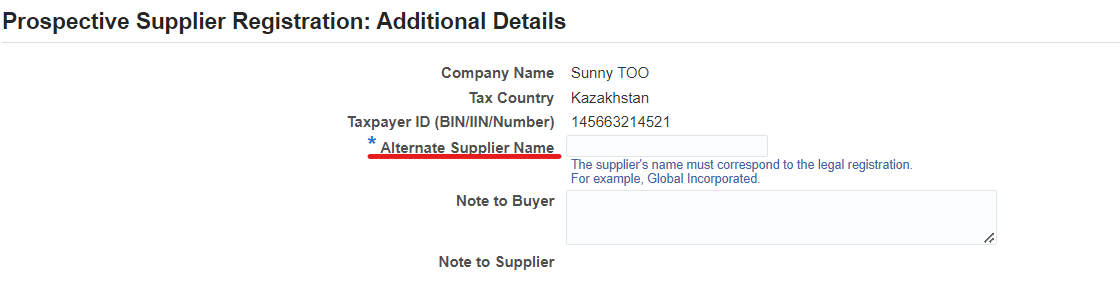 Prospective Supplier Registration: Additional Details
Company Name Sunny TOO
Tax Country Kazakhstan
Taxpayer ID (BIN/IIN/Number) 145663214521
* Alternate Supplier Name
The supplier's name must correspond to the legal registration.
For example, Global Incorporated.
Note to Buyer
Note to Supplier